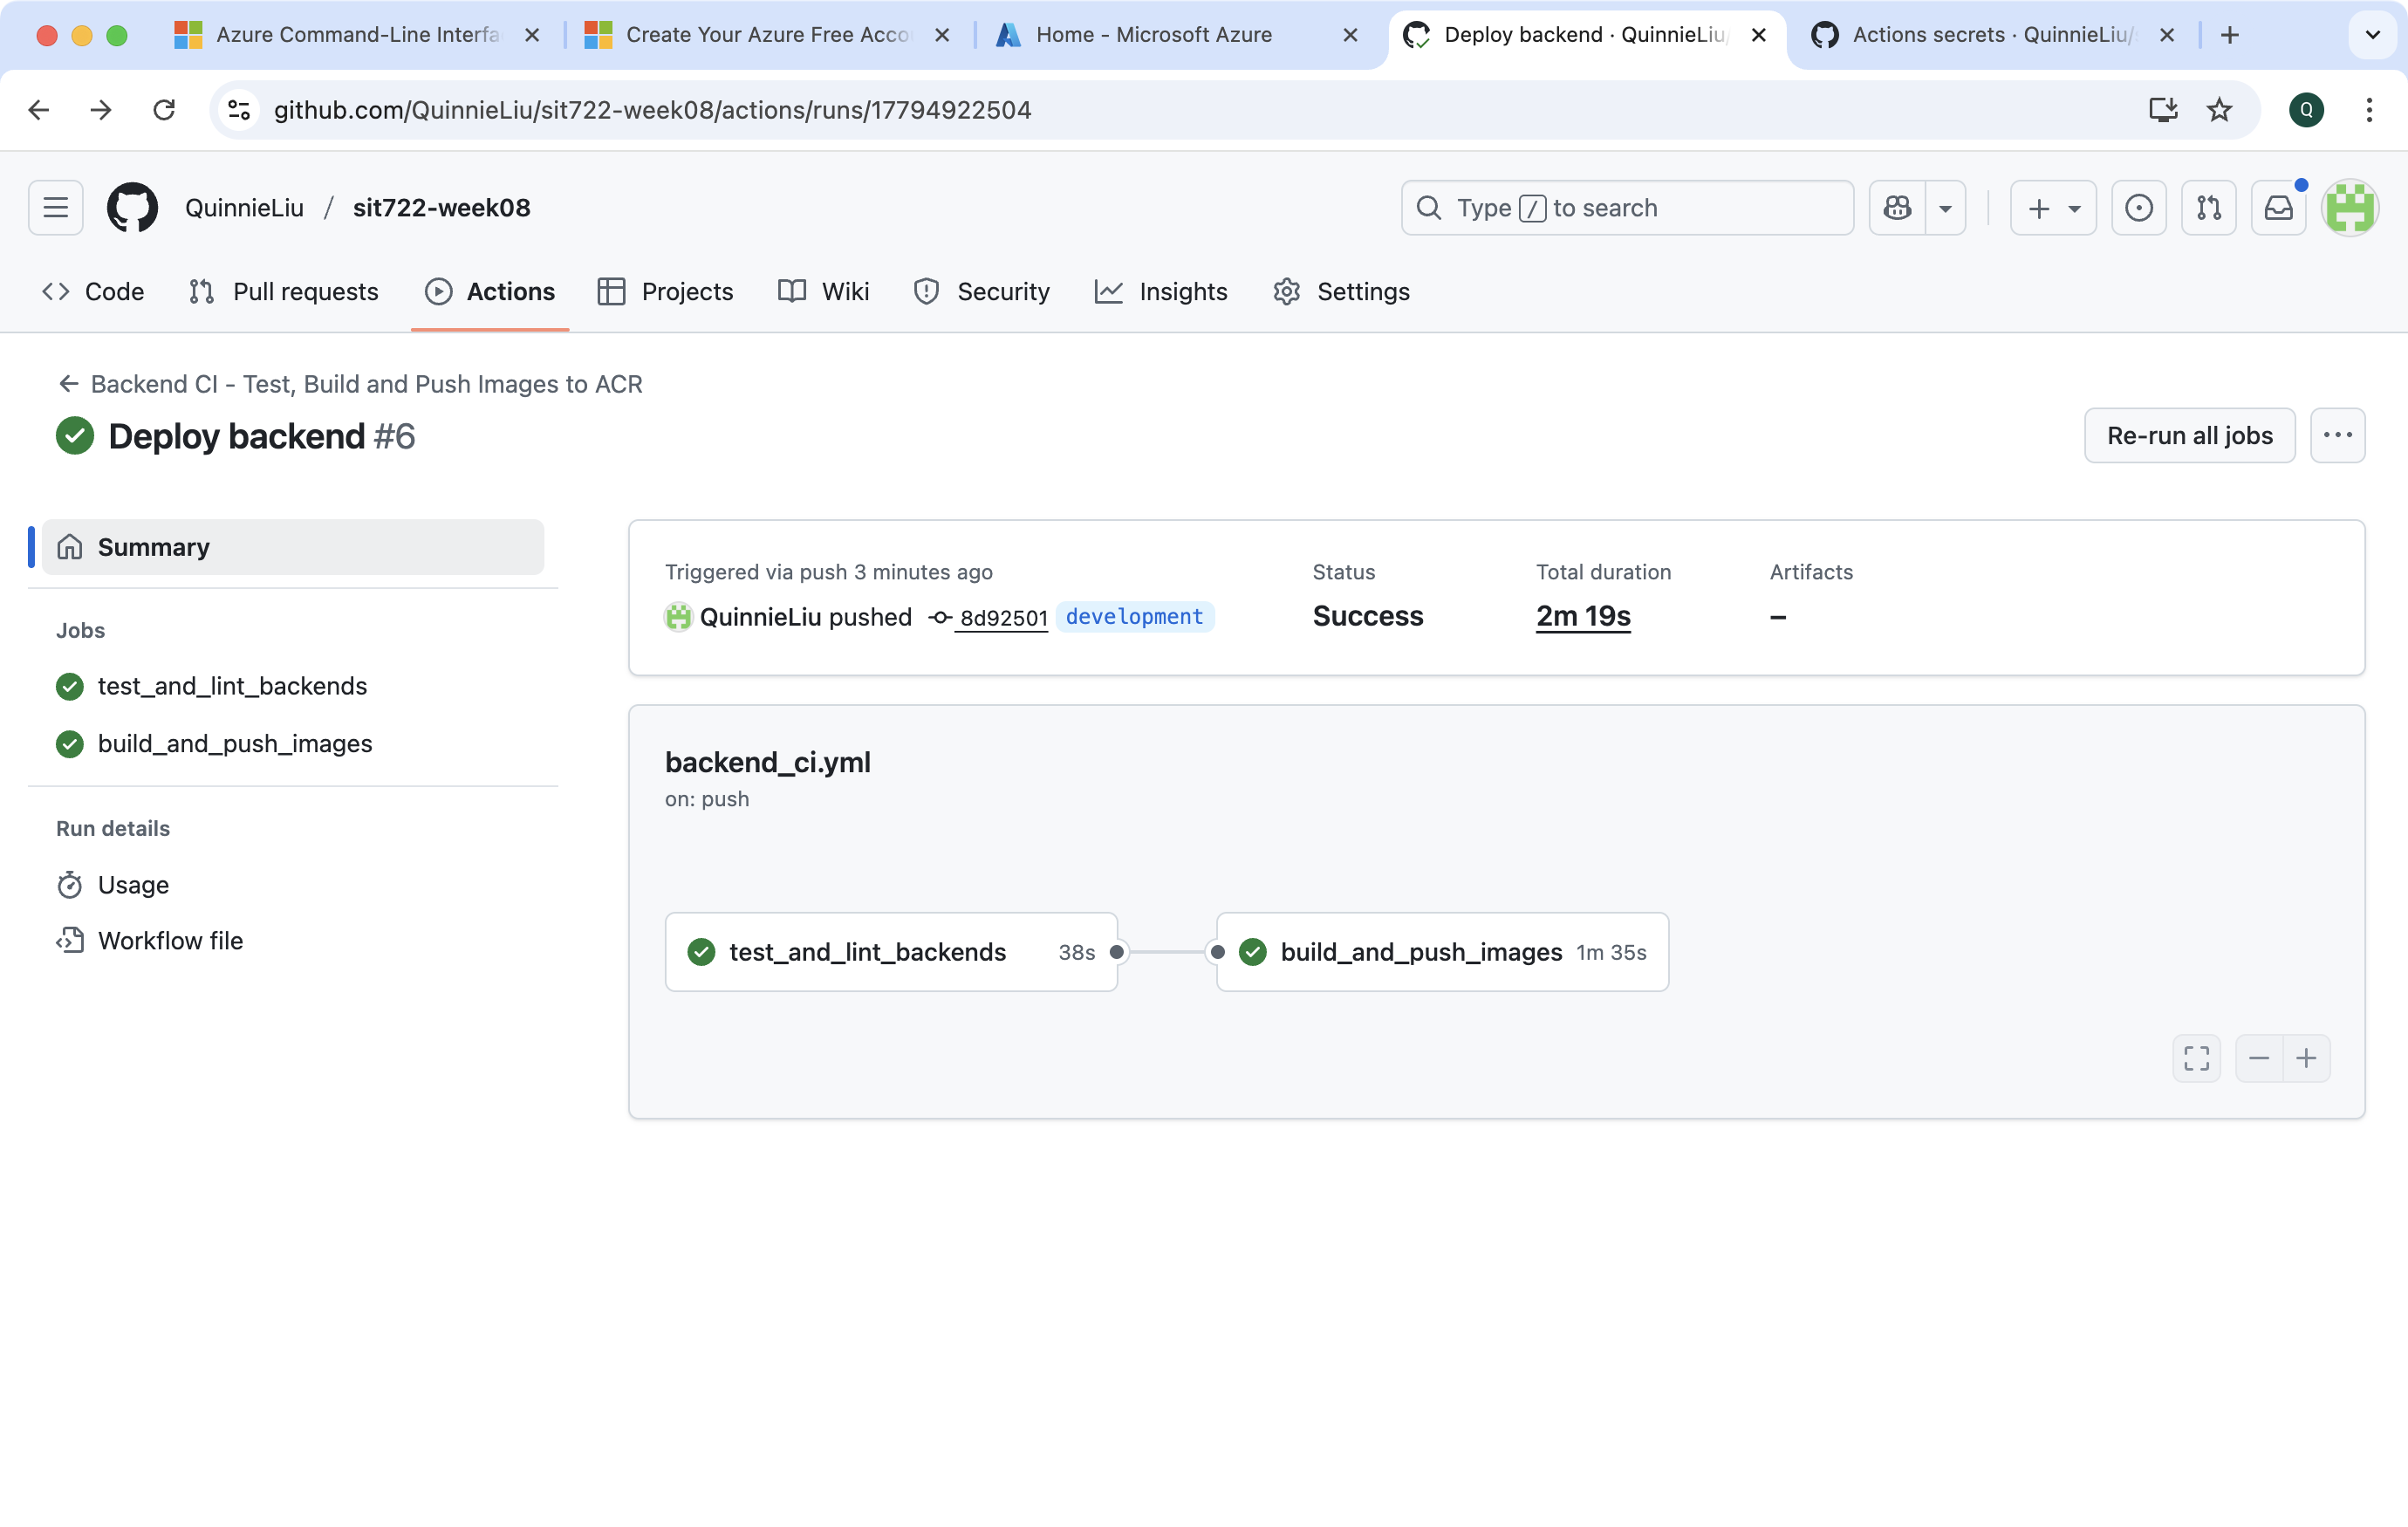 Azure Command-Line Interfa
Create Your Azure Free Acco
Home - Microsoft Azure
Deploy backend · QuinnieLiu/
Actions secrets · QuinnieLiu/
github.com/QuinnieLiu/sit722-week08/actions/runs/17794922504
Q
QuinnieLiu / sit722-week08
Type / to search
Code
Pull requests
Actions
Projects
Wiki
Security
Insights
Settings
Backend CI - Test, Build and Push Images to ACR
Deploy backend #6
Re-run all jobs
Summary
Jobs
test_and_lint_backends
build_and_push_images
Run details
Usage
Workflow file
Triggered via push 3 minutes ago
QuinnieLiu pushed 8d92501 development
Status
Success
Total duration
2m 19s
Artifacts
–
backend_ci.yml
on: push
test_and_lint_backends 38s
build_and_push_images 1m 35s